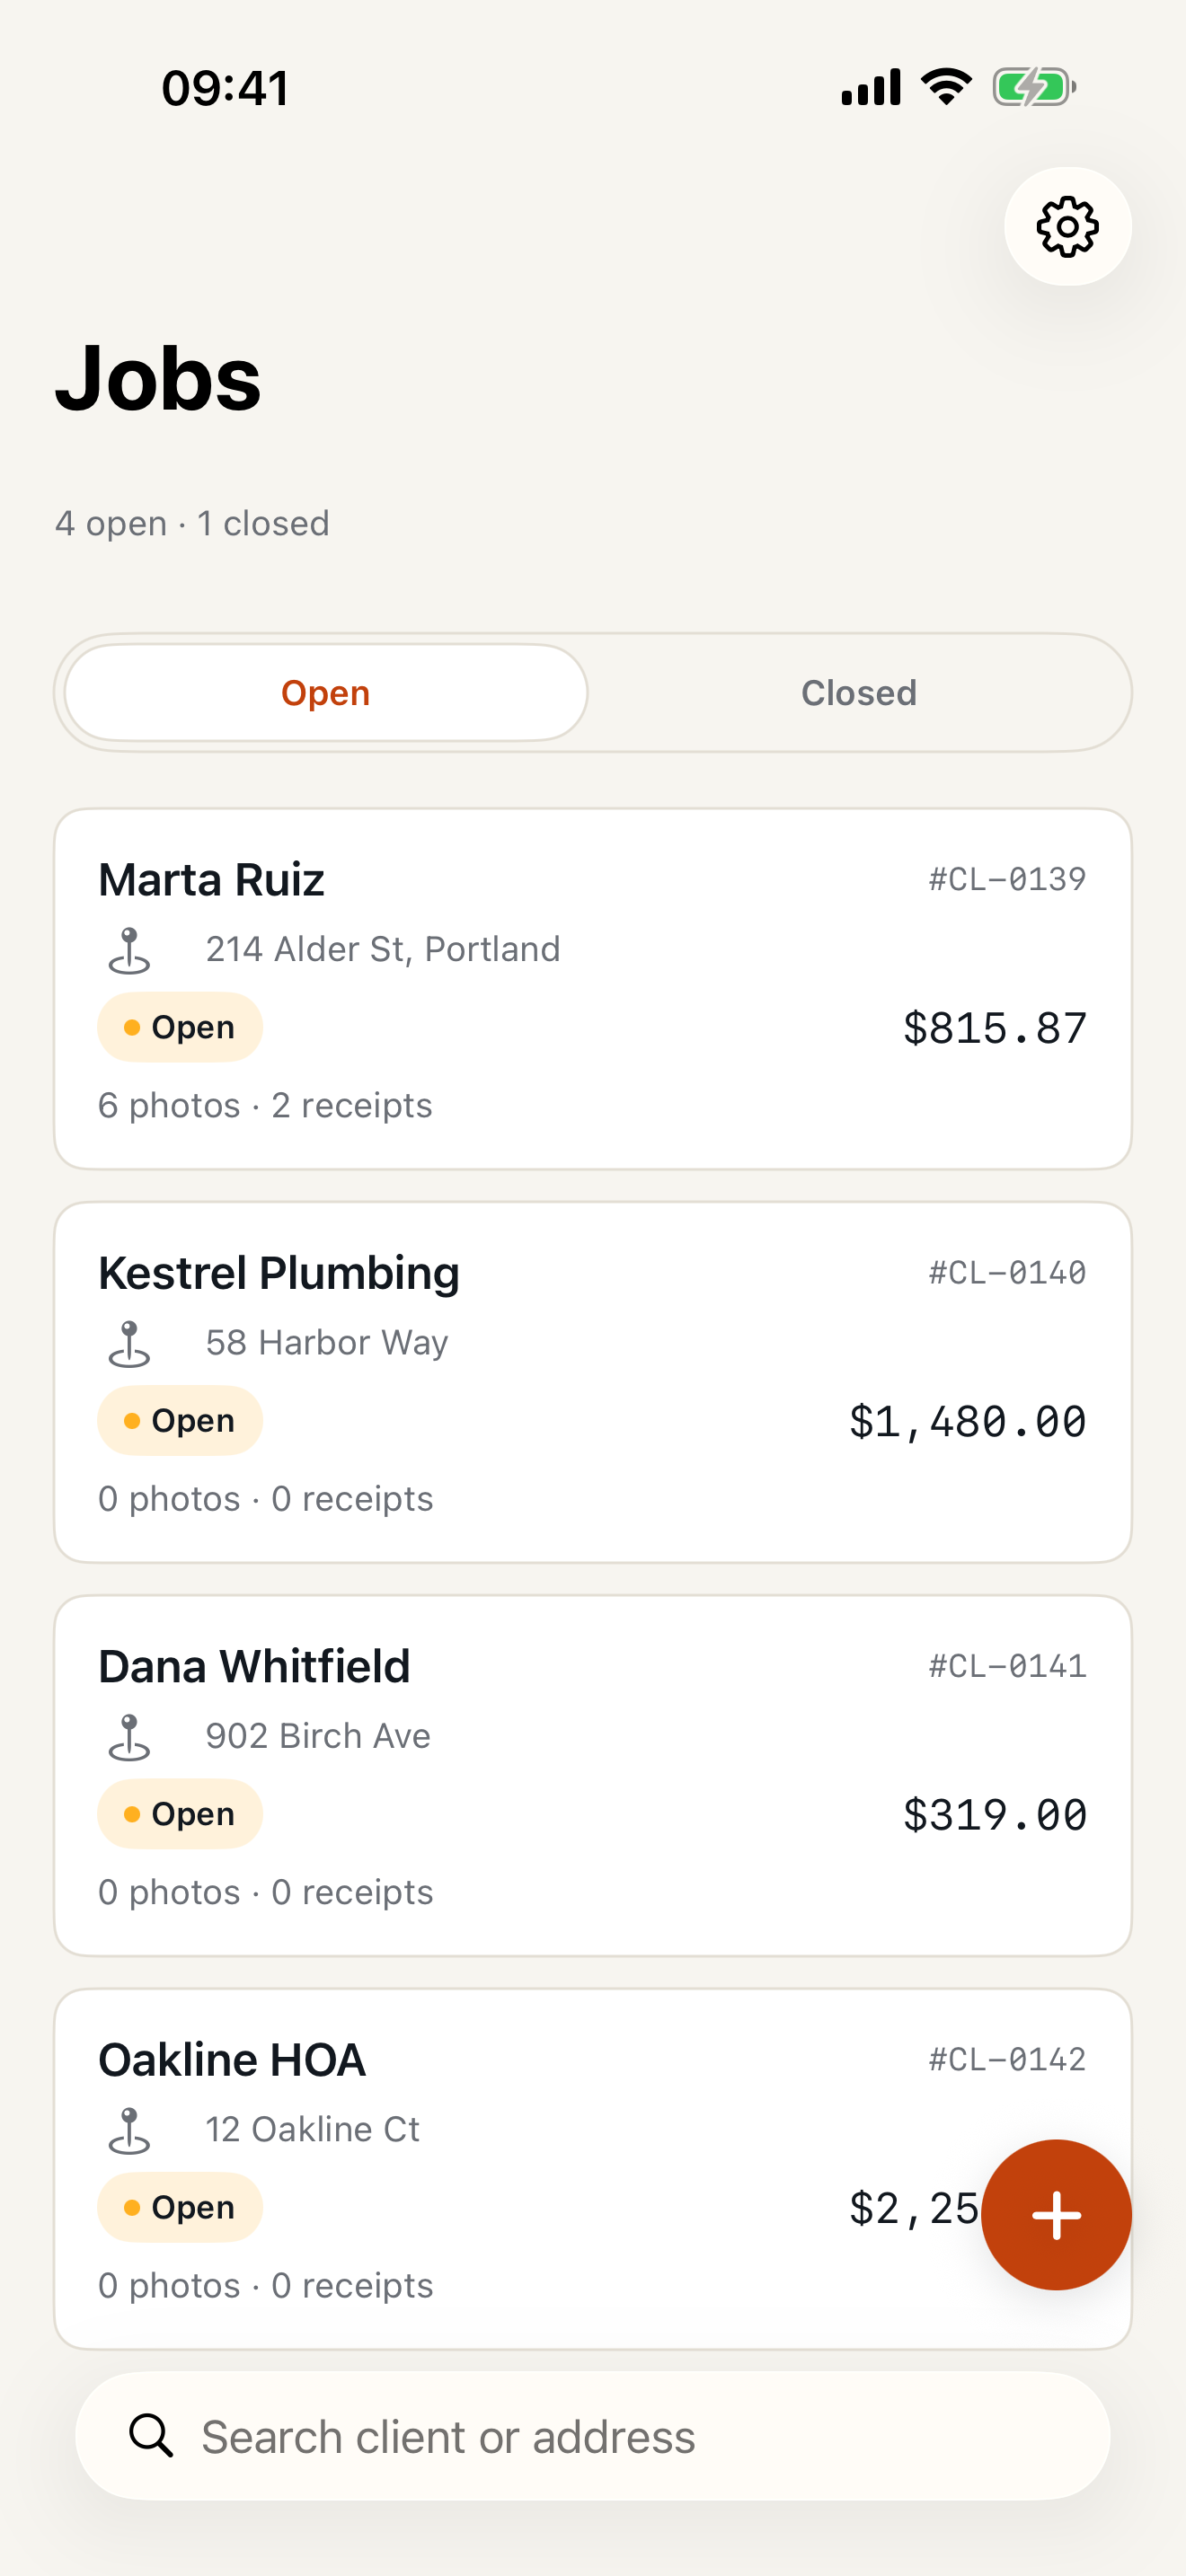 09:41
Jobs
4 open · 1 closed
Open Closed
Marta Ruiz #CL-0139
214 Alder St, Portland
Open $815.87
6 photos · 2 receipts
Kestrel Plumbing #CL-0140
58 Harbor Way
Open $1,480.00
0 photos · 0 receipts
Dana Whitfield #CL-0141
902 Birch Ave
Open $319.00
0 photos · 0 receipts
Oakline HOA #CL-0142
12 Oakline Ct
Open $2,25
0 photos · 0 receipts
Search client or address